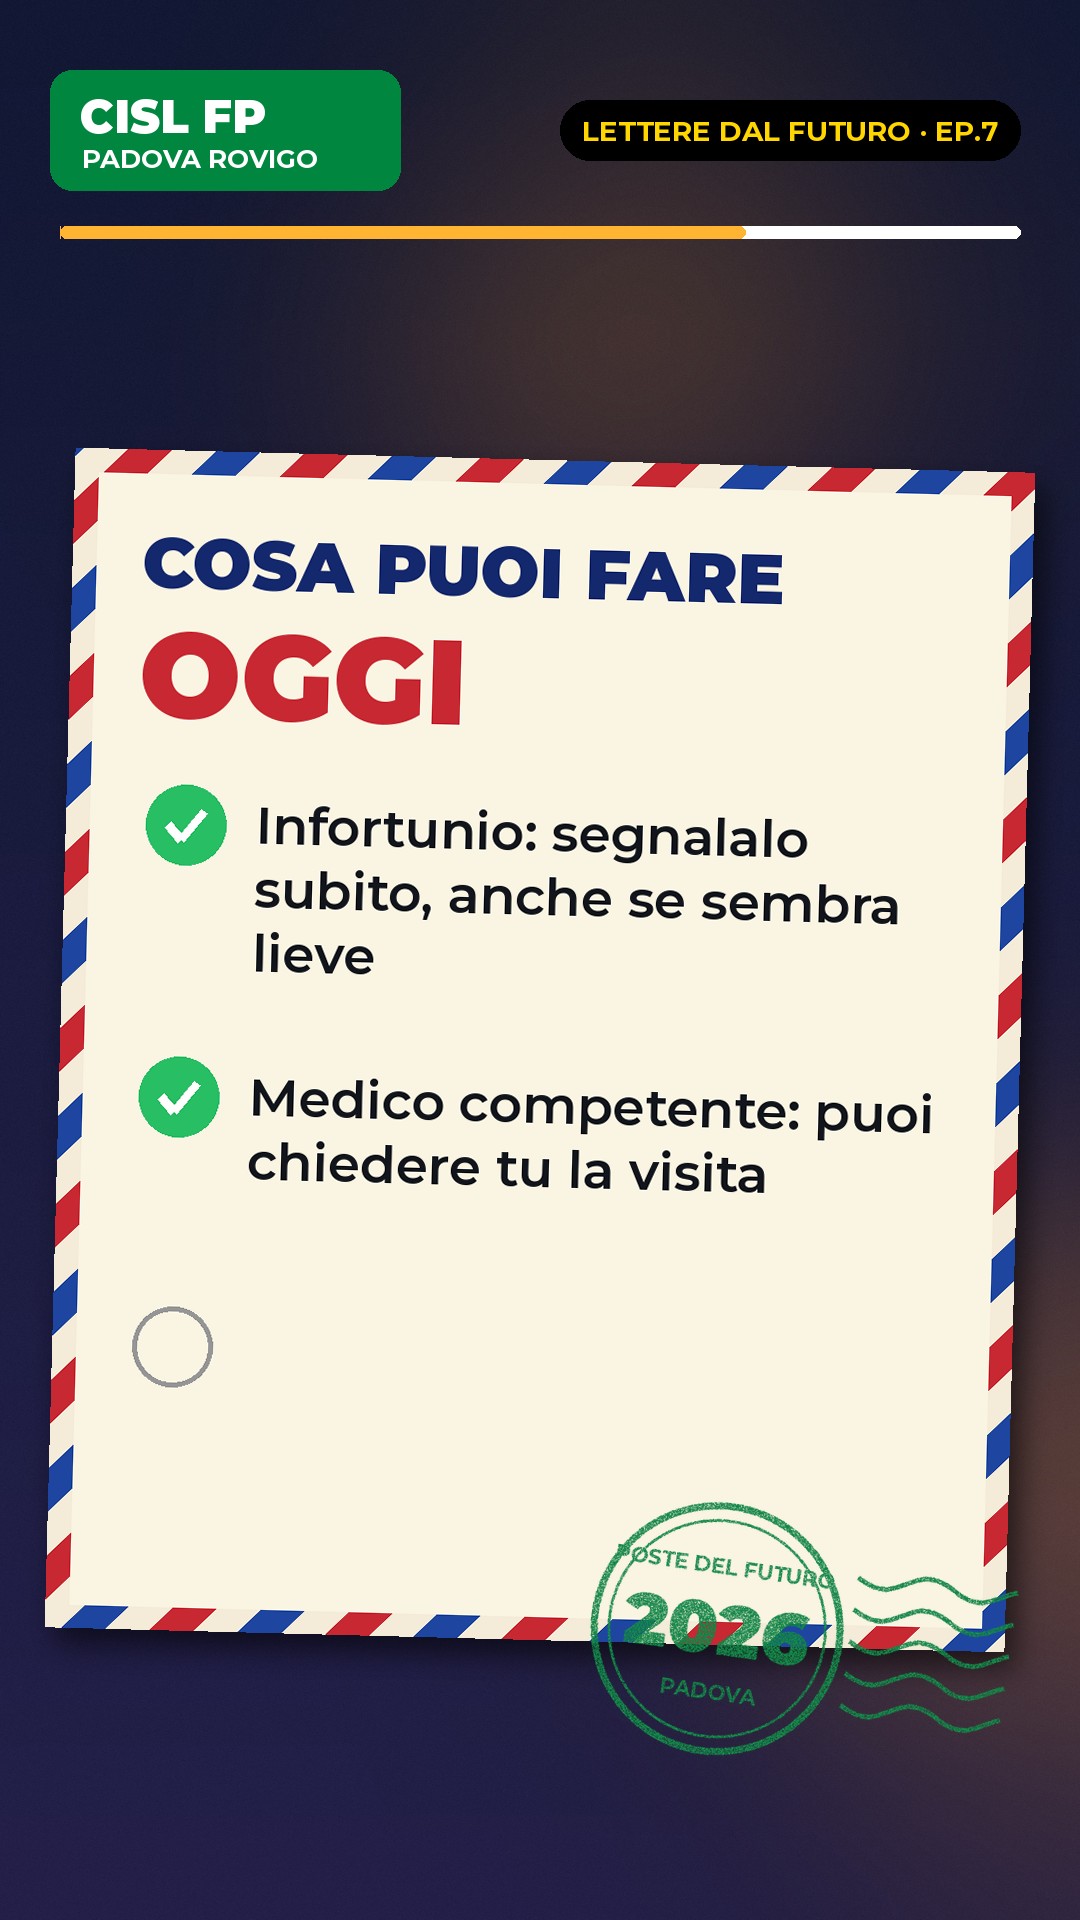 CISL FP
PADOVA ROVIGO
LETTERE DAL FUTURO · EP.7
COSA PUOI FARE
OGGI
Infortunio: segnalalo
subito, anche se sembra
lieve
Medico competente: puoi
chiedere tu la visita
POSTE DEL FUTURO
2026
PADOVA